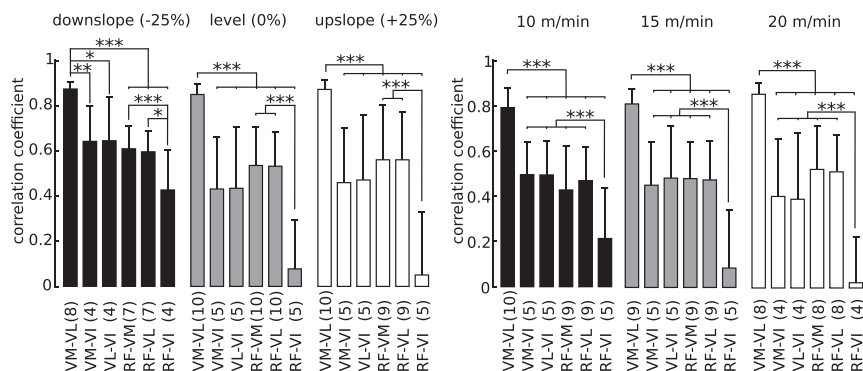 downslope (-25%) level (0%) upslope (+25%) 10 m/min 15 m/min 20 m/min
correlation coefficient
1
0.8
0.6
0.4
0.2
0
***
*
**
***
*
***
***
***
***
VM-VL(8)
VM-VI (4)
VL-VI (4)
RF-VM(7)
RF-VL (7)
RF-VI (4)
VM-VL(10)
VM-VI (5)
VL-VI (5)
RF-VM(10)
RF-VL (10)
RF-VI (5)
VM-VL (10)
VM-VI (5)
VL-VI (5)
RF-VM (9)
RF-VL (9)
RF-VI (5)
correlation coefficient
1
0.8
0.6
0.4
0.2
0
***
***
***
***
***
***
VM-VL(10)
VM-VI (5)
VL-VI (5)
RF-VM (9)
RF-VL (9)
RF-VI (5)
VM-VL (9)
VM-VI (5)
VL-VI (5)
RF-VM (9)
RF-VL (9)
RF-VI (5)
VM-VL (8)
VM-VI (4)
VL-VI (4)
RF-VM (8)
RF-VL (8)
RF-VI (4)